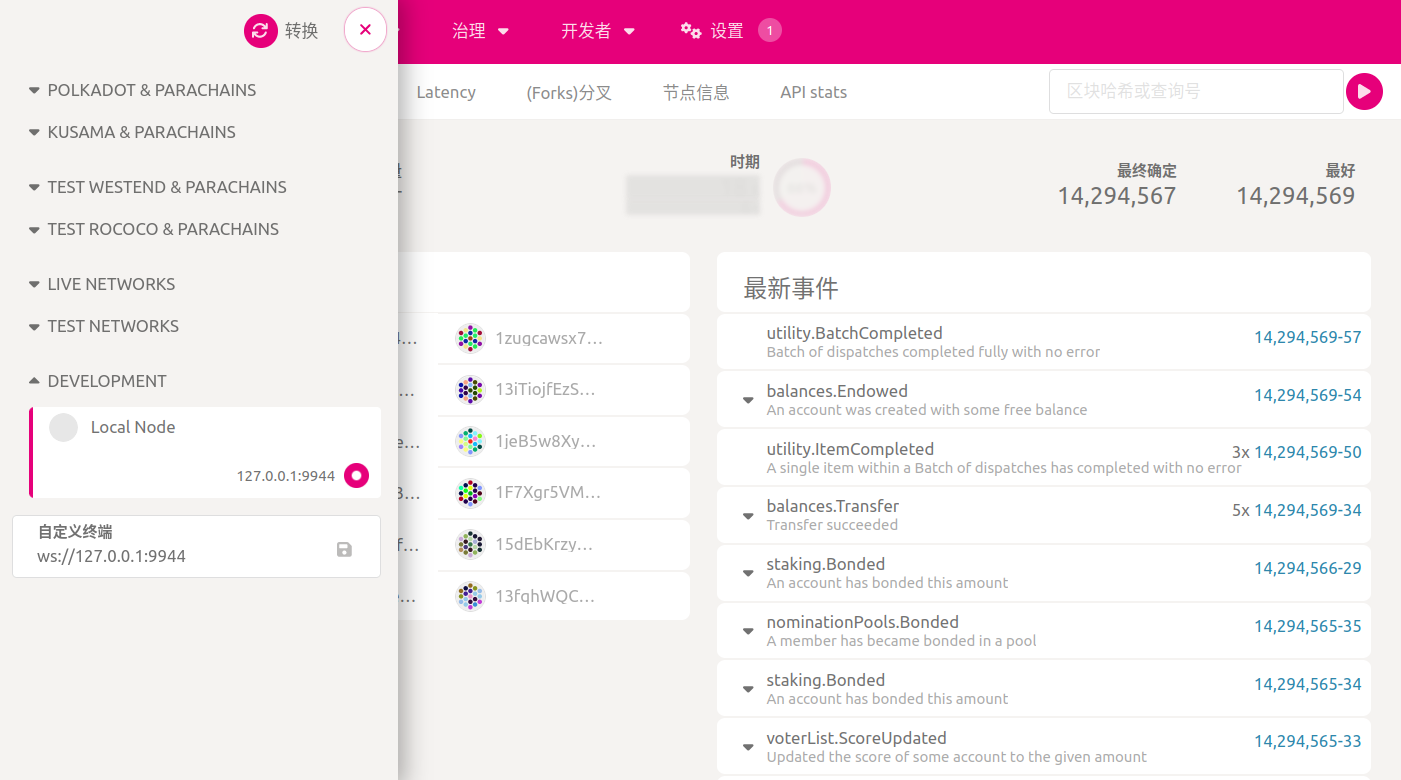 转换
治理
开发者
设置
1
POLKADOT & PARACHAINS
KUSAMA & PARACHAINS
TEST WESTEND & PARACHAINS
TEST ROCOCO & PARACHAINS
LIVE NETWORKS
TEST NETWORKS
DEVELOPMENT
Local Node
127.0.0.1:9944
自定义终端
ws://127.0.0.1:9944
Latency
(Forks)分叉
节点信息
API stats
区块哈希或查询号
时期
最终确定
14,294,567
最好
14,294,569
1zugcawsx7…
13iTiojfEzS…
1jeB5w8Xy…
1F7Xgr5VM…
15dEbKrzy…
13fqhWQC…
最新事件
utility.BatchCompleted
14,294,569-57
Batch of dispatches completed fully with no error
balances.Endowed
14,294,569-54
An account was created with some free balance
utility.ItemCompleted
3x 14,294,569-50
A single item within a Batch of dispatches has completed with no error
balances.Transfer
5x 14,294,569-34
Transfer succeeded
staking.Bonded
14,294,566-29
An account has bonded this amount
nominationPools.Bonded
14,294,565-35
A member has became bonded in a pool
staking.Bonded
14,294,565-34
An account has bonded this amount
voterList.ScoreUpdated
14,294,565-33
Updated the score of some account to the given amount